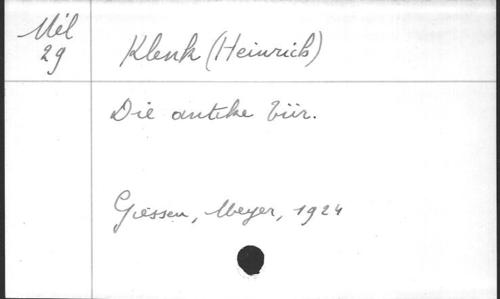 Mél
29
Klenk (Heinrich)
Die antike Tür.
Giessen, Meyer, 1924